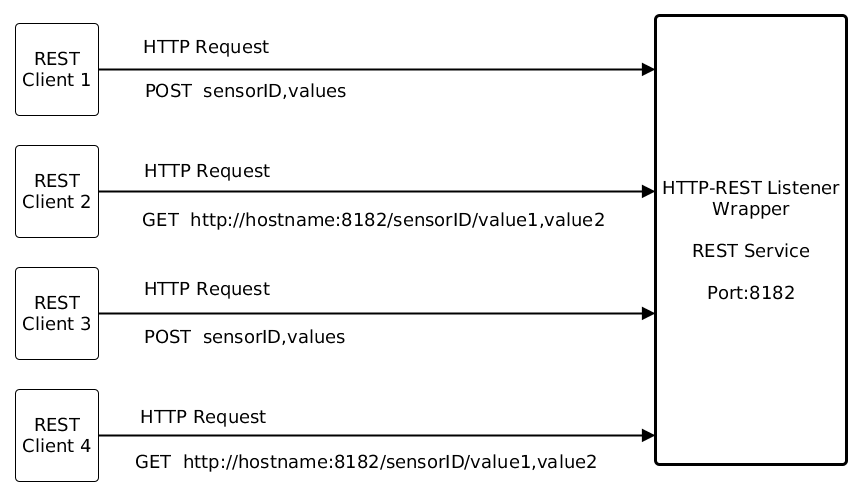 REST
Client 1
HTTP Request
POST  sensorID,values
REST
Client 2
HTTP Request
GET  http://hostname:8182/sensorID/value1,value2
REST
Client 3
HTTP Request
POST  sensorID,values
REST
Client 4
HTTP Request
GET  http://hostname:8182/sensorID/value1,value2
HTTP-REST Listener
Wrapper
REST Service
Port:8182